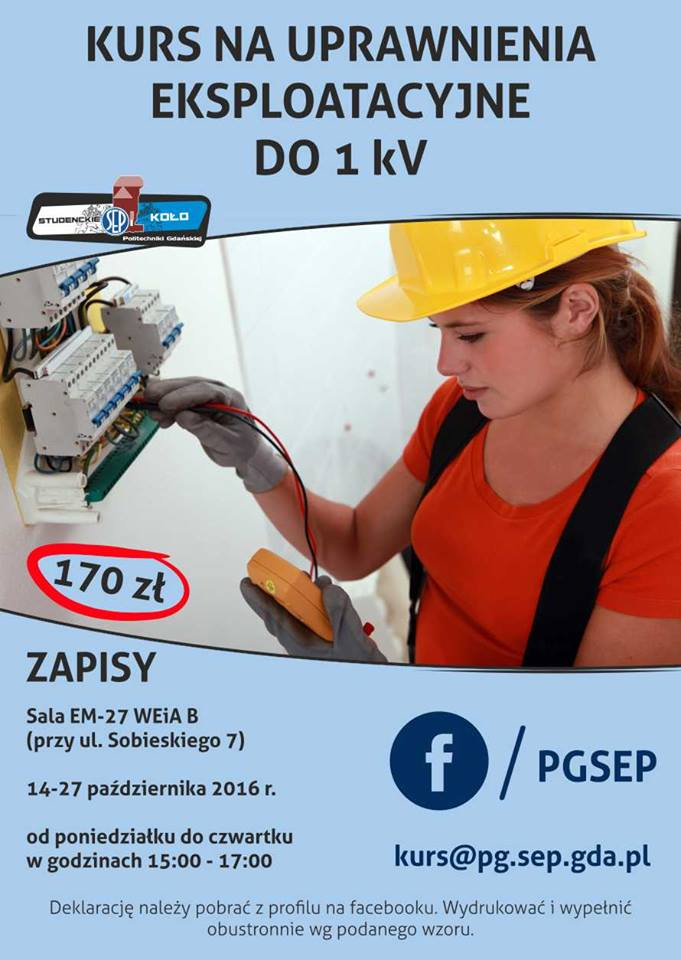 KURS NA UPRAWNIENIA
EKSPLOATACYJNE
DO 1 kV
STUDENCKIE SEP KOŁO
Politechniki Gdańskiej
170 zł
ZAPISY
Sala EM-27 WEiA B
(przy ul. Sobieskiego 7)
14-27 października 2016 r.
od poniedziałku do czwartku
w godzinach 15:00 - 17:00
f / PGSEP
kurs@pg.sep.gda.pl
Deklarację należy pobrać z profilu na facebooku. Wydrukować i wypełnić
obustronnie wg podanego wzoru.